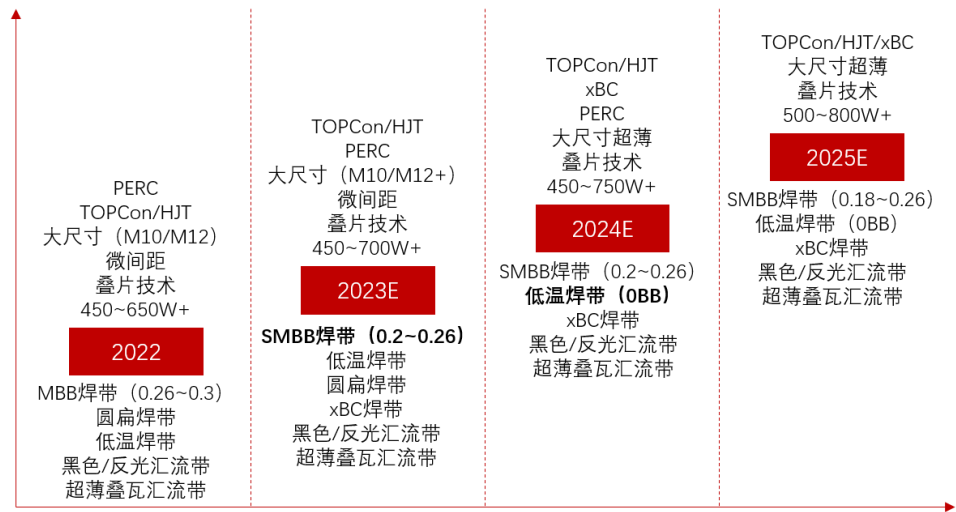 PERC
TOPCon/HJT
大尺寸（M10/M12）
微间距
叠片技术
450~650W+
2022
MBB焊带（0.26~0.3）
圆扁焊带
低温焊带
黑色/反光汇流带
超薄叠瓦汇流带
TOPCon/HJT
PERC
大尺寸（M10/M12+）
微间距
叠片技术
450~700W+
2023E
SMBB焊带（0.2~0.26）
低温焊带
圆扁焊带
xBC焊带
黑色/反光汇流带
超薄叠瓦汇流带
TOPCon/HJT
xBC
PERC
大尺寸超薄
叠片技术
450~750W+
2024E
SMBB焊带（0.2~0.26）
低温焊带（0BB）
xBC焊带
黑色/反光汇流带
超薄叠瓦汇流带
TOPCon/HJT/xBC
大尺寸超薄
叠片技术
500~800W+
2025E
SMBB焊带（0.18~0.26）
低温焊带（0BB）
xBC焊带
黑色/反光汇流带
超薄叠瓦汇流带